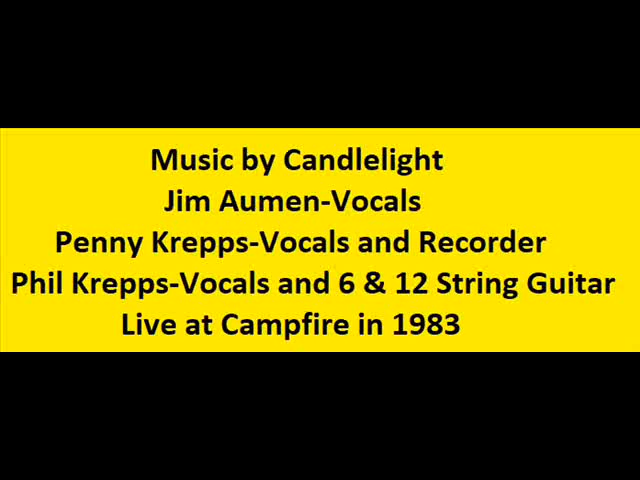 Music by Candlelight
Jim Aumen-Vocals
Penny Krepps-Vocals and Recorder
Phil Krepps-Vocals and 6 & 12 String Guitar
Live at Campfire in 1983